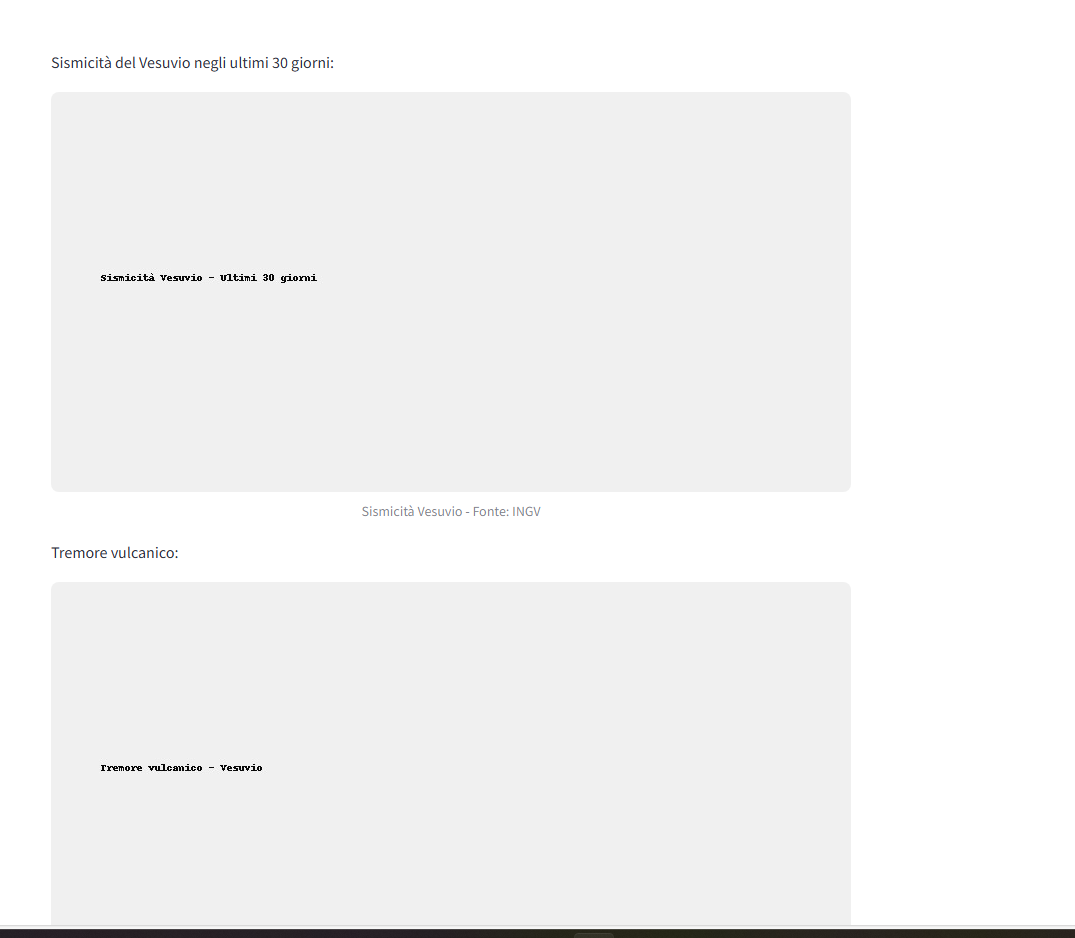 Sismicità del Vesuvio negli ultimi 30 giorni:
Sismicità Vesuvio - Ultimi 30 giorni
Sismicità Vesuvio - Fonte: INGV
Tremore vulcanico:
Tremore vulcanico - Vesuvio